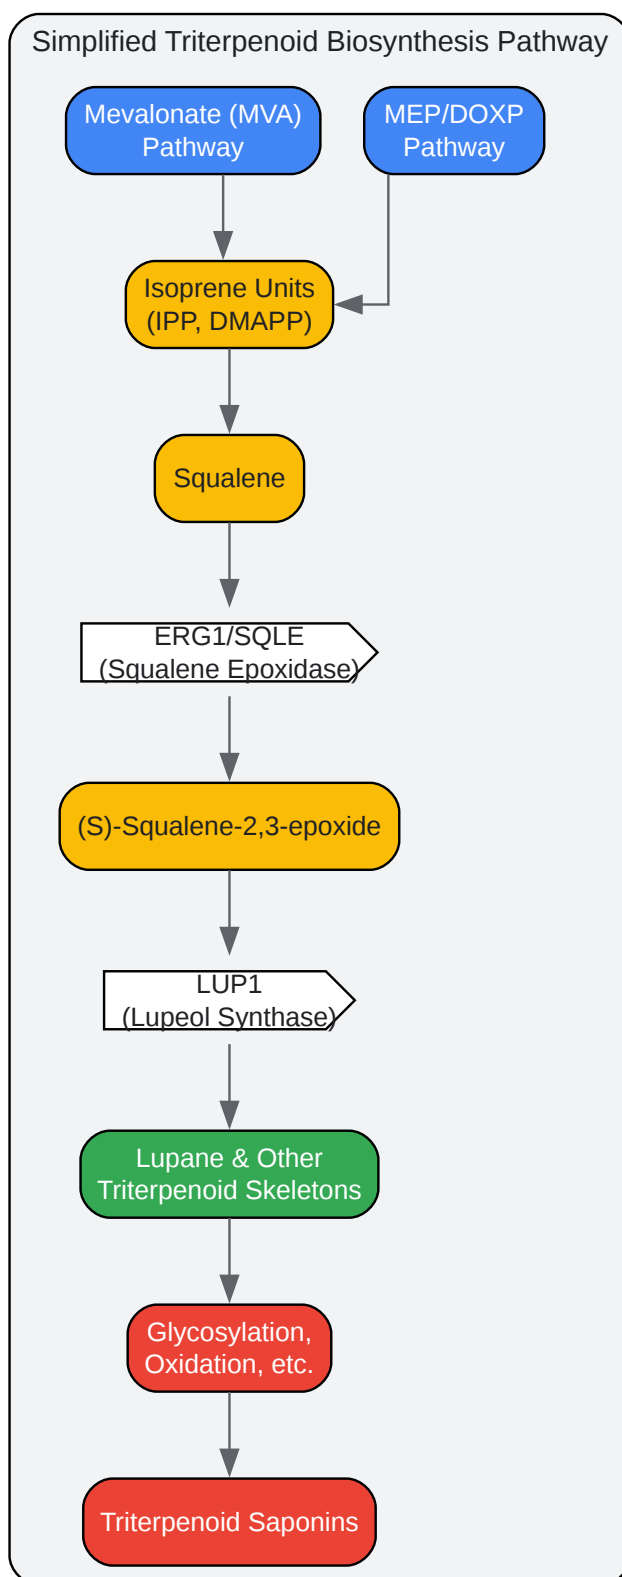 Simplified Triterpenoid Biosynthesis Pathway
Mevalonate (MVA)
Pathway
MEP/DOXP
Pathway
Isoprene Units
(IPP, DMAPP)
Squalene
ERG1/SQLE
(Squalene Epoxidase)
(S)-Squalene-2,3-epoxide
LUP1
(Lupeol Synthase)
Lupane & Other
Triterpenoid Skeletons
Glycosylation,
Oxidation, etc.
Triterpenoid Saponins